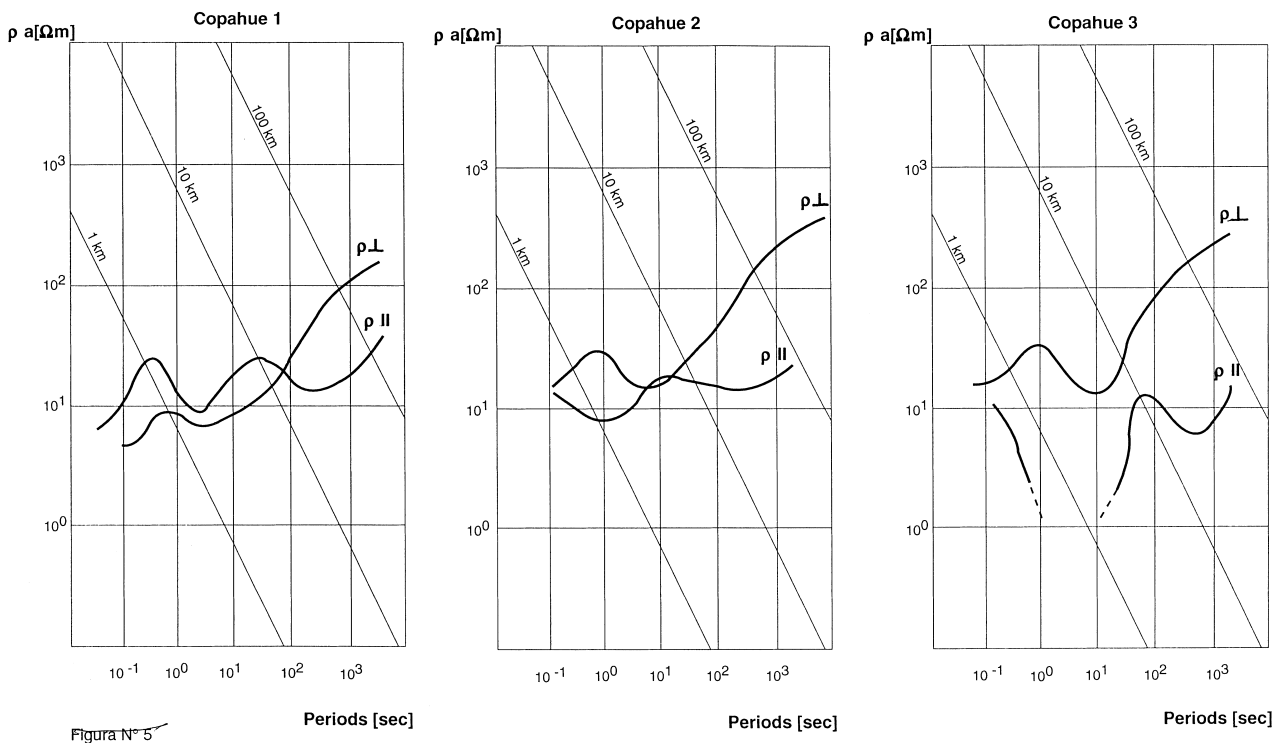 Copahue 1
ρ a[Ωm]
10³
10²
10¹
10⁰
1 km
10 km
100 km
ρ⊥
ρ II
10⁻¹ 10⁰ 10¹ 10² 10³
Periods [sec]
Copahue 2
ρ a[Ωm]
10³
10²
10¹
10⁰
1 km
10 km
100 km
ρ⊥
ρ II
10⁻¹ 10⁰ 10¹ 10² 10³
Periods [sec]
Copahue 3
ρ a[Ωm]
10³
10²
10¹
10⁰
1 km
10 km
100 km
ρ⊥
ρ II
10⁻¹ 10⁰ 10¹ 10² 10³
Periods [sec]
Figura N° 5